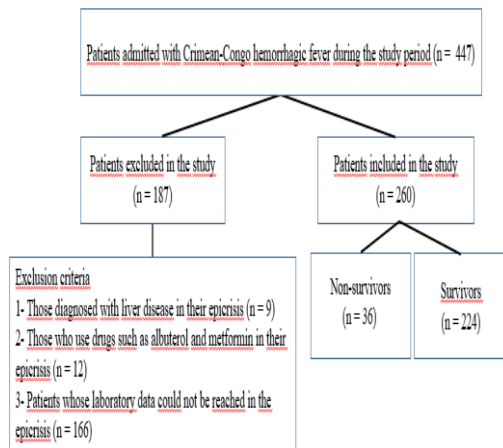 Patients admitted with Crimean-Congo hemorrhagic fever during the study period (n = 447)
Patients excluded in the study
(n = 187)
Patients included in the study
(n = 260)
Exclusion criteria
1- Those diagnosed with liver disease in their epicrisis (n = 9)
2- Those who use drugs such as albuterol and metformin in their
epicrisis (n = 12)
3- Patients whose laboratory data could not be reached in the
epicrisis (n = 166)
Non-survivors
(n = 36)
Survivors
(n = 224)